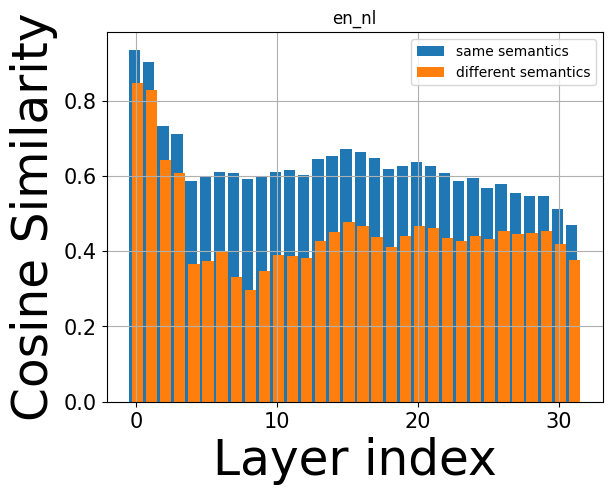 en_nl
same semantics
different semantics
Cosine Similarity
0.8
0.6
0.4
0.2
0.0
0 10 20 30
Layer index